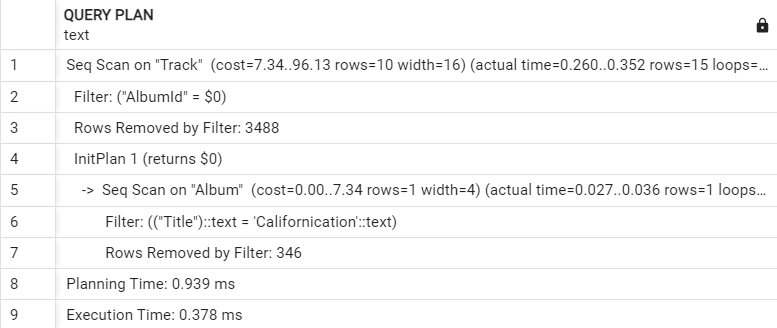 QUERY PLAN
text
1 Seq Scan on "Track" (cost=7.34..96.13 rows=10 width=16) (actual time=0.260..0.352 rows=15 loops=...
2 Filter: ("AlbumId" = $0)
3 Rows Removed by Filter: 3488
4 InitPlan 1 (returns $0)
5 -> Seq Scan on "Album" (cost=0.00..7.34 rows=1 width=4) (actual time=0.027..0.036 rows=1 loops...
6 Filter: (("Title")::text = 'Californication'::text)
7 Rows Removed by Filter: 346
8 Planning Time: 0.939 ms
9 Execution Time: 0.378 ms